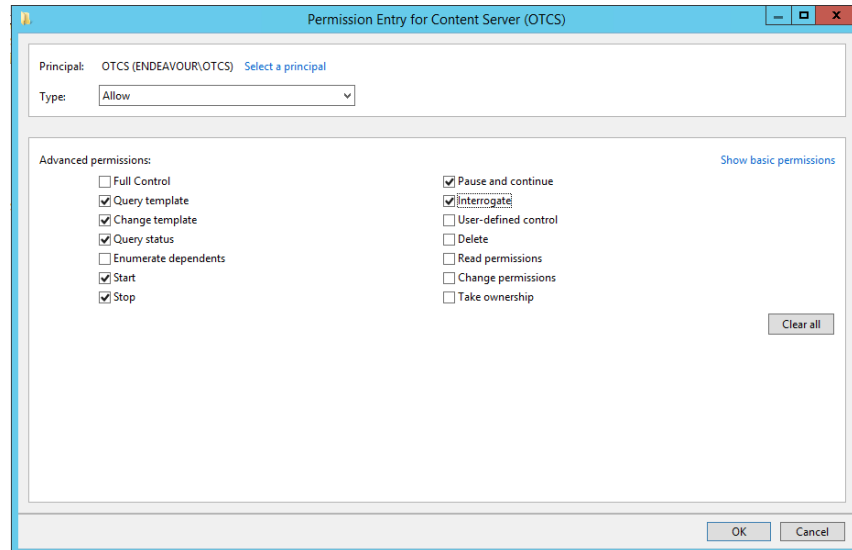 Permission Entry for Content Server (OTCS)
Principal: OTCS (ENDEAVOUR\OTCS) Select a principal
Type: Allow
Advanced permissions: Show basic permissions
Full Control
Query template
Change template
Query status
Enumerate dependents
Start
Stop
Pause and continue
Interrogate
User-defined control
Delete
Read permissions
Change permissions
Take ownership
Clear all
OK Cancel